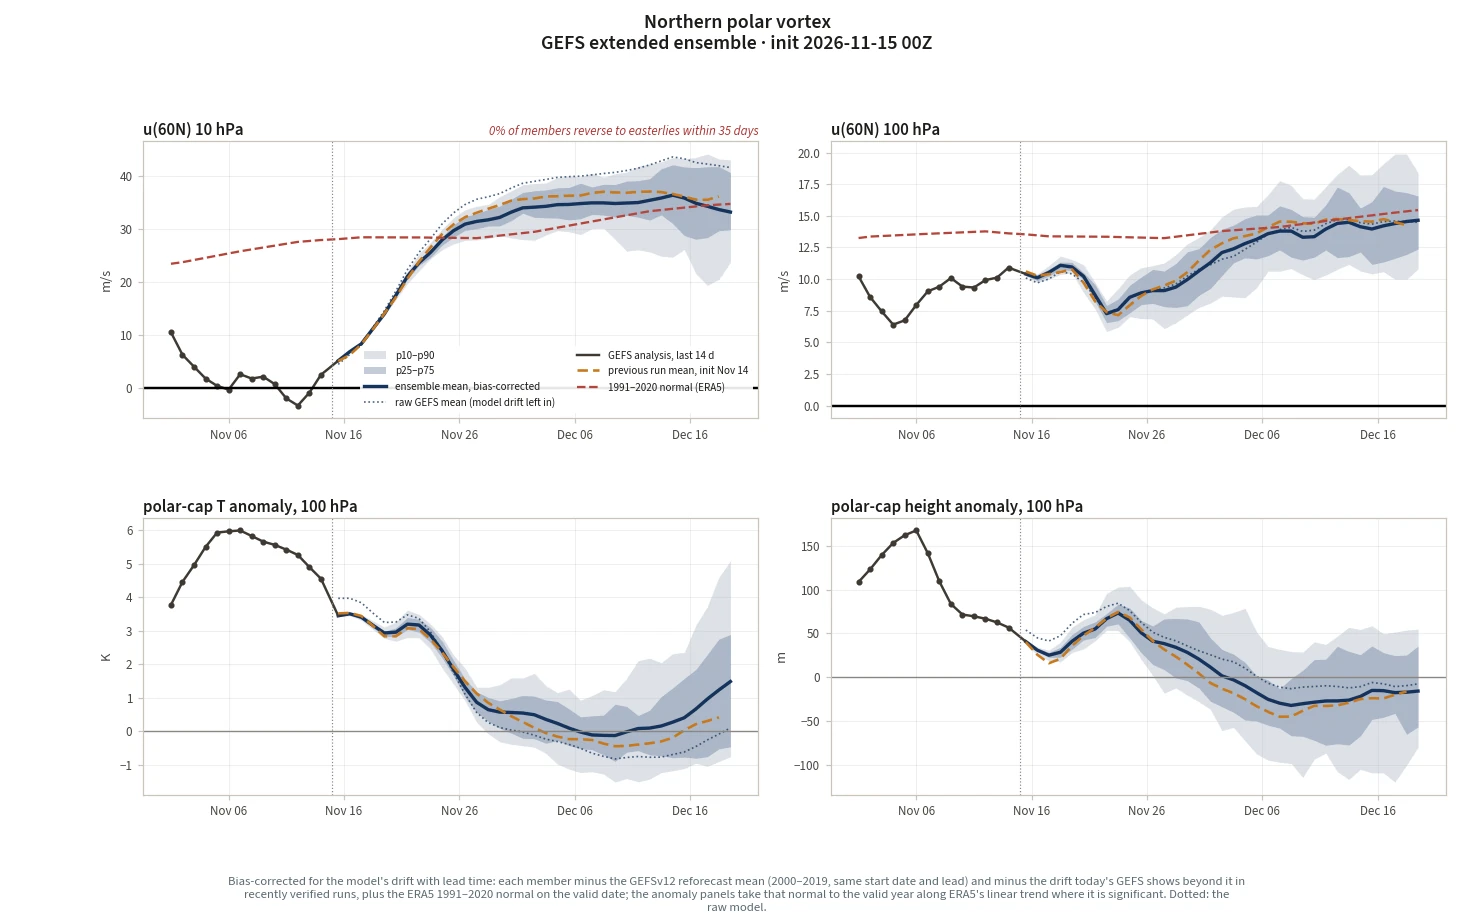 Northern polar vortex
GEFS extended ensemble · init 2026-11-15 00Z
u(60N) 10 hPa
0% of members reverse to easterlies within 35 days
m/s
40
30
20
10
0
p10–p90
p25–p75
ensemble mean, bias-corrected
raw GEFS mean (model drift left in)
GEFS analysis, last 14 d
previous run mean, init Nov 14
1991–2020 normal (ERA5)
Nov 06
Nov 16
Nov 26
Dec 06
Dec 16
u(60N) 100 hPa
m/s
20.0
17.5
15.0
12.5
10.0
7.5
5.0
2.5
0.0
Nov 06
Nov 16
Nov 26
Dec 06
Dec 16
polar-cap T anomaly, 100 hPa
K
6
5
4
3
2
1
0
−1
Nov 06
Nov 16
Nov 26
Dec 06
Dec 16
polar-cap height anomaly, 100 hPa
m
150
100
50
0
−50
−100
Nov 06
Nov 16
Nov 26
Dec 06
Dec 16
Bias-corrected for the model's drift with lead time: each member minus the GEFSv12 reforecast mean (2000–2019, same start date and lead) and minus the drift today's GEFS shows beyond it in
recently verified runs, plus the ERA5 1991–2020 normal on the valid date; the anomaly panels take that normal to the valid year along ERA5's linear trend where it is significant. Dotted: the
raw model.